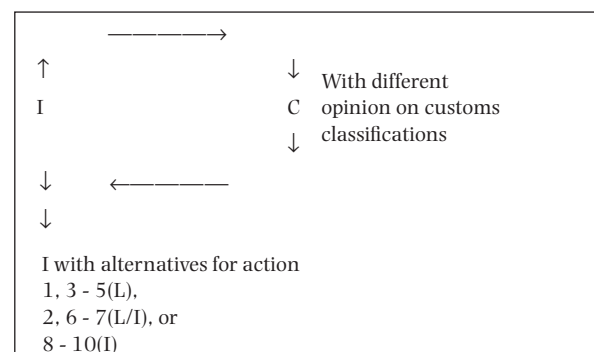 ————→
↑ ↓ With different
I C opinion on customs
↓ classifications
↓ ←————
↓
I with alternatives for action
1, 3 - 5(L),
2, 6 - 7(L/I), or
8 - 10(I)